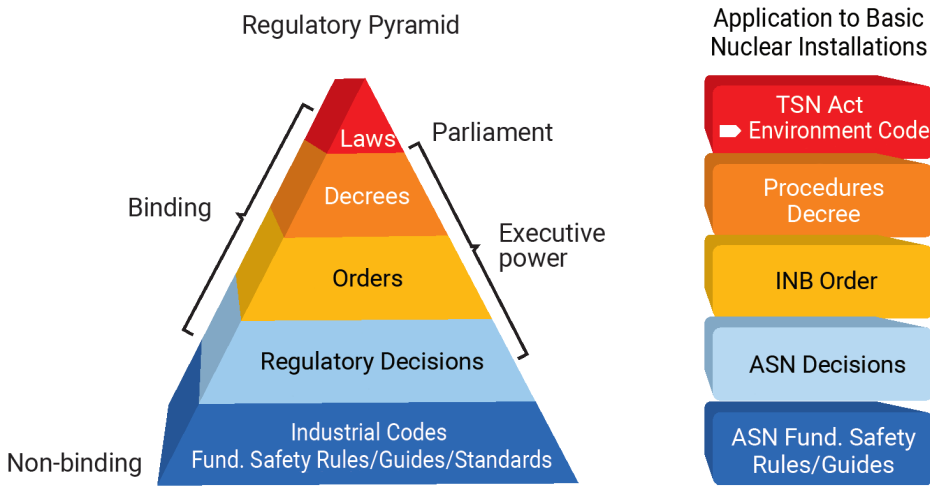 Regulatory Pyramid
Laws
Decrees
Orders
Regulatory Decisions
Industrial Codes
Fund. Safety Rules/Guides/Standards
Binding
Non-binding
Parliament
Executive
power
Application to Basic
Nuclear Installations
TSN Act
Environment Code
Procedures
Decree
INB Order
ASN Decisions
ASN Fund. Safety
Rules/Guides